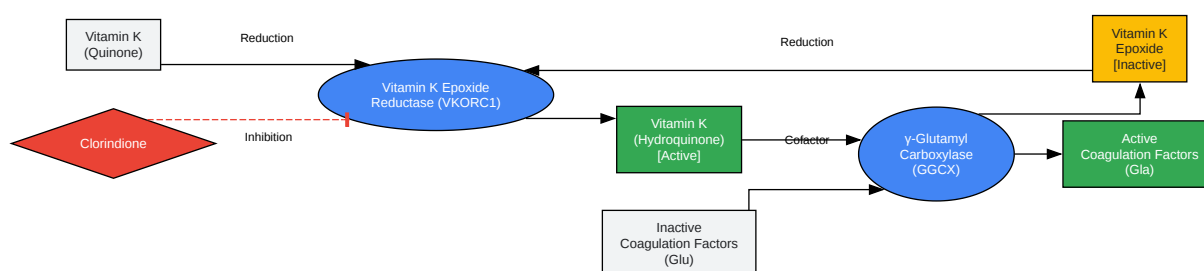 Vitamin K
(Quinone)
Reduction
Reduction
Vitamin K
Epoxide
[Inactive]
Vitamin K Epoxide
Reductase (VKORC1)
Clorindione
Inhibition
Vitamin K
(Hydroquinone)
[Active]
Cofactor
γ-Glutamyl
Carboxylase
(GGCX)
Active
Coagulation Factors
(Gla)
Inactive
Coagulation Factors
(Glu)